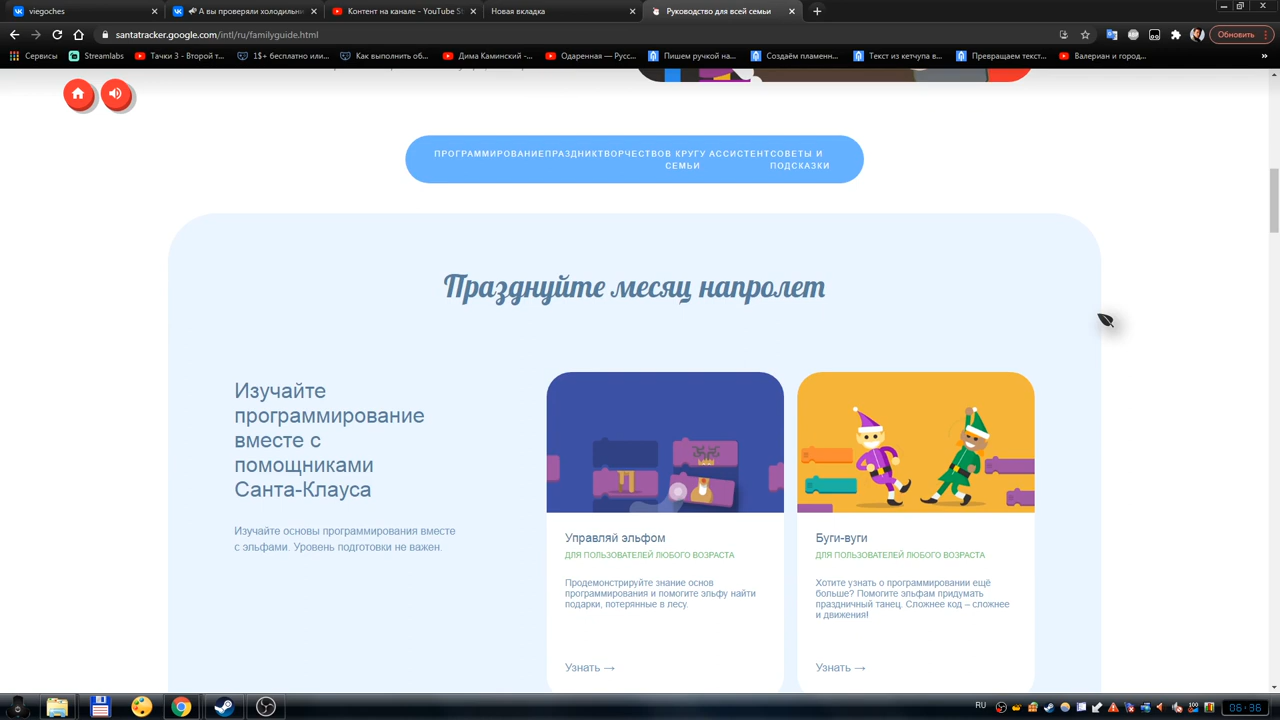 viegoches
А вы проверяли холодильн
Контент на канале - YouTube S
Новая вкладка
Руководство для пользовател
santatracker.google.com/intl/ru/familyguide.html
Обновить
Сервисы
Streamlabs
Тачки 3 - Второй т...
1$+ бесплатно или...
Как выполнить об...
Дима Каминский -...
Одаренная — Русс...
Пишем ручкой на...
Создаём пламенн...
Текст из кетчупа в...
Превращаем текст...
Валериан и город...
»
ПРОГРАММИРОВАНИЕПРАЗДНИКТВОРЧЕСТВОВ КРУГУ АССИСТЕНТСОВЕТЫ И
СЕМЬИ ПОДСКАЗКИ
Празднуйте месяц напролет
Изучайте
программирование
вместе с
помощниками
Санта-Клауса
Изучайте основы программирования вместе
с эльфами. Уровень подготовки не важен.
Управляй эльфом
ДЛЯ ПОЛЬЗОВАТЕЛЕЙ ЛЮБОГО ВОЗРАСТА
Продемонстрируйте знание основ
программирования и помогите эльфу найти
подарки, потерянные в лесу.
Узнать →
Буги-вуги
ДЛЯ ПОЛЬЗОВАТЕЛЕЙ ЛЮБОГО ВОЗРАСТА
Хотите узнать о программировании ещё
больше? Помогите эльфам придумать
праздничный танец. Сложнее код – сложнее
и движения!
Узнать →
RU
06:36